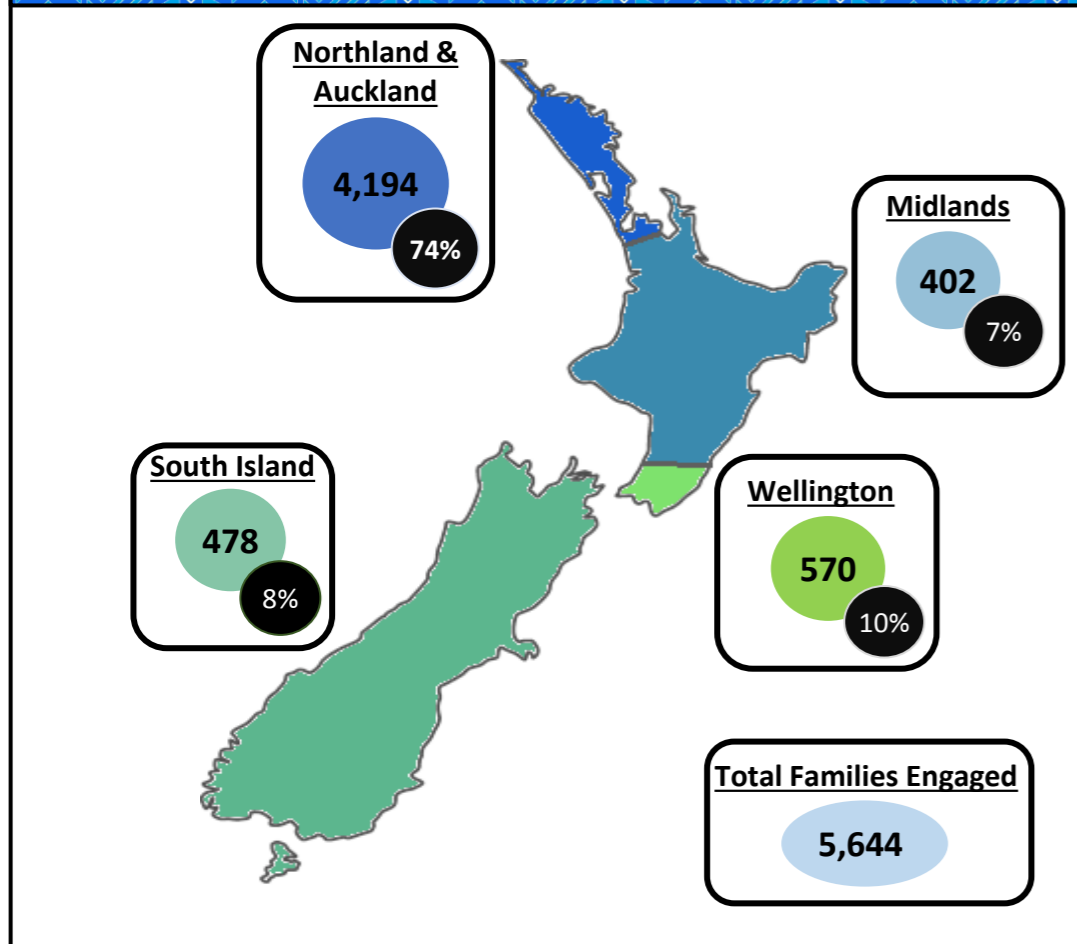 Northland &
Auckland
4,194
74%
Midlands
402
7%
South Island
478
8%
Wellington
570
10%
Total Families Engaged
5,644